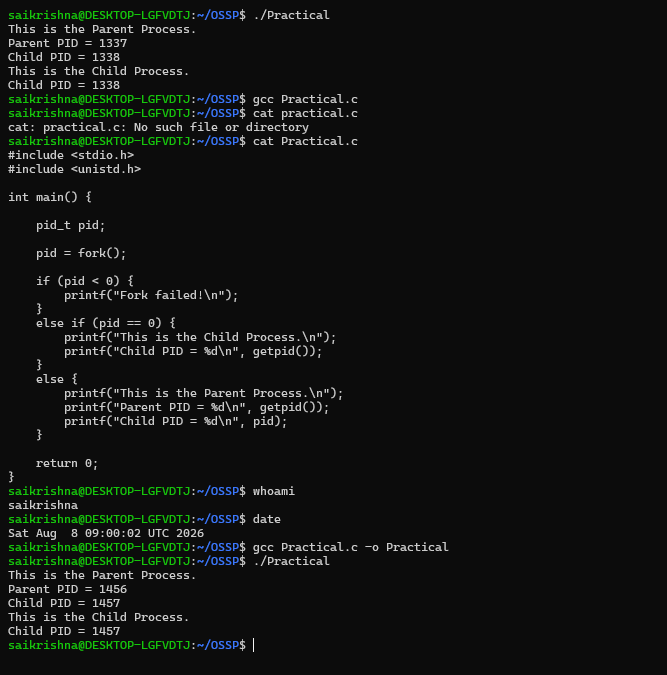 saikrishna@DESKTOP-LGFVDTJ:~/OSSP$ ./Practical
This is the Parent Process.
Parent PID = 1337
Child PID = 1338
This is the Child Process.
Child PID = 1338
saikrishna@DESKTOP-LGFVDTJ:~/OSSP$ gcc Practical.c
saikrishna@DESKTOP-LGFVDTJ:~/OSSP$ cat practical.c
cat: practical.c: No such file or directory
saikrishna@DESKTOP-LGFVDTJ:~/OSSP$ cat Practical.c
#include <stdio.h>
#include <unistd.h>

int main() {

    pid_t pid;

    pid = fork();

    if (pid < 0) {
        printf("Fork failed!\n");
    }
    else if (pid == 0) {
        printf("This is the Child Process.\n");
        printf("Child PID = %d\n", getpid());
    }
    else {
        printf("This is the Parent Process.\n");
        printf("Parent PID = %d\n", getpid());
        printf("Child PID = %d\n", pid);
    }

    return 0;
}
saikrishna@DESKTOP-LGFVDTJ:~/OSSP$ whoami
saikrishna
saikrishna@DESKTOP-LGFVDTJ:~/OSSP$ date
Sat Aug  8 09:00:02 UTC 2026
saikrishna@DESKTOP-LGFVDTJ:~/OSSP$ gcc Practical.c -o Practical
saikrishna@DESKTOP-LGFVDTJ:~/OSSP$ ./Practical
This is the Parent Process.
Parent PID = 1456
Child PID = 1457
This is the Child Process.
Child PID = 1457
saikrishna@DESKTOP-LGFVDTJ:~/OSSP$